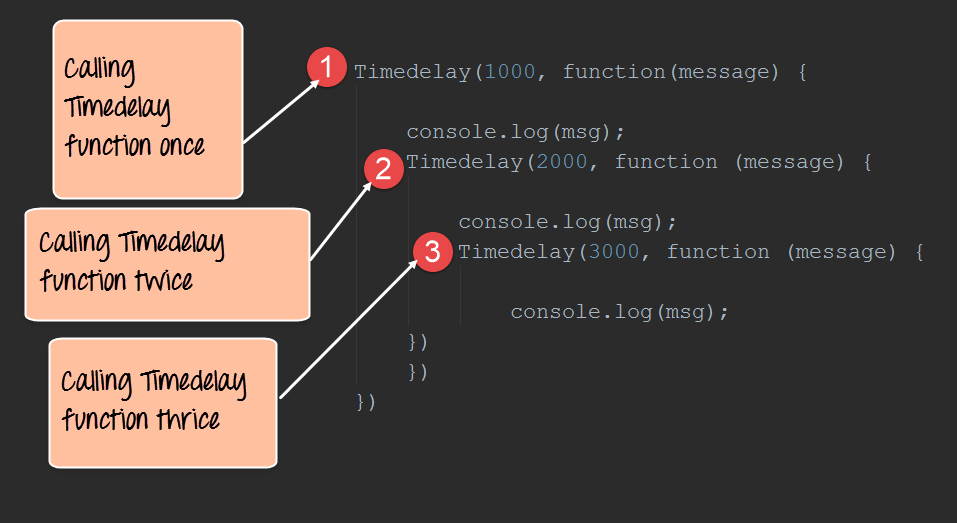 Calling
Timedelay
function once
1
Timedelay(1000, function(message) {
console.log(msg);
2
Timedelay(2000, function (message) {
Calling Timedelay
function twice
console.log(msg);
3
Timedelay(3000, function (message) {
console.log(msg);
})
})
})
Calling Timedelay
function thrice